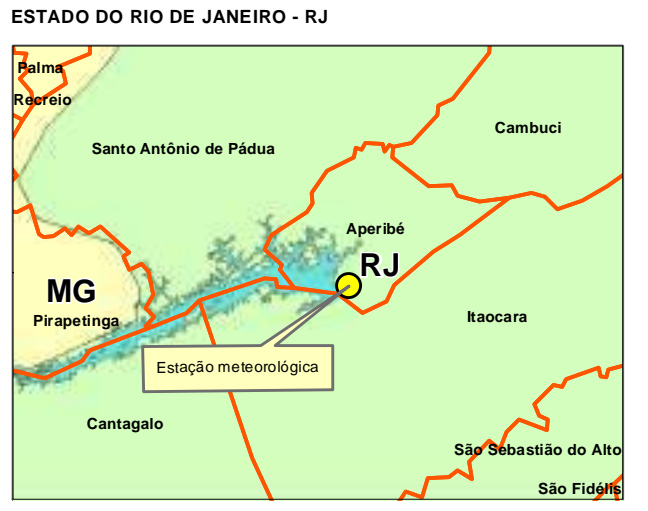 ESTADO DO RIO DE JANEIRO - RJ
Palma
Recreio
Cambuci
Santo Antônio de Pádua
Aperibé
RJ
MG
Pirapetinga
Itaocara
Estação meteorológica
Cantagalo
São Sebastião do Alto
São Fidélis